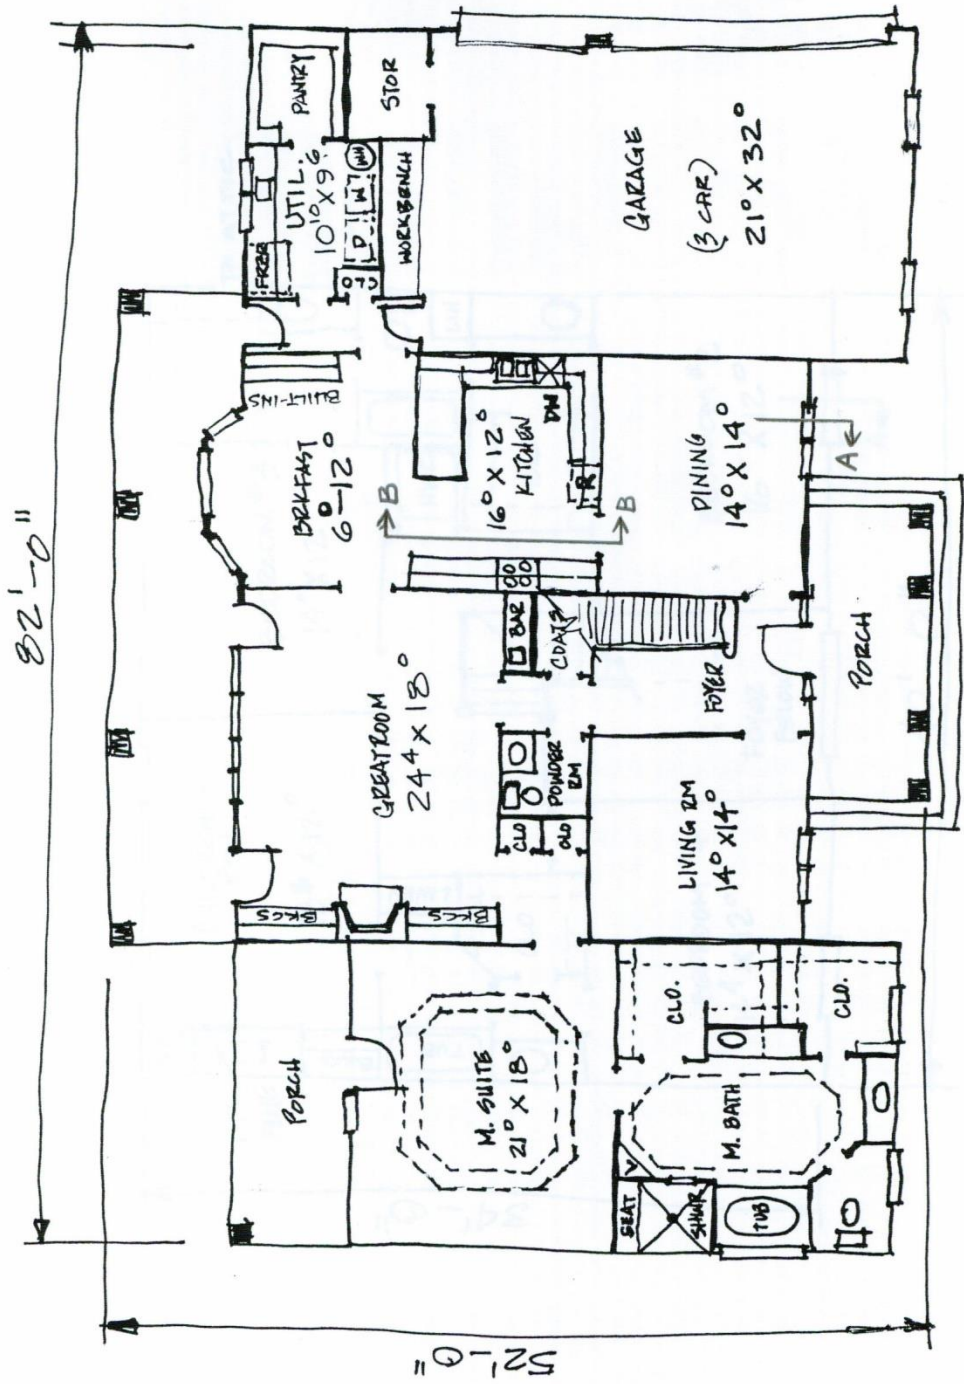 82'-0"
52'-0"
PORCH
M. SUITE
21⁰ X 18⁰
SEAT
SHWR
TUB
M. BATH
CLO.
CLO.
BKCS
BKCS
GREATROOM
24⁴ X 18⁰
CLO
CLO
POWDER
RM
BAR
COATS
LIVING RM
14⁰ X 14⁰
FOYER
PORCH
BRKFAST
6⁰-12⁰
BUILT-INS
B
B
16⁰ X 12⁰
KITCHEN
DW
R
DINING
14⁰ X 14⁰
A
FRZR
UTIL.
10¹⁰ X 9⁶
D
W
WH
PANTRY
STOR
WORKBENCH
GARAGE
(3 CAR)
21⁰ X 32⁰